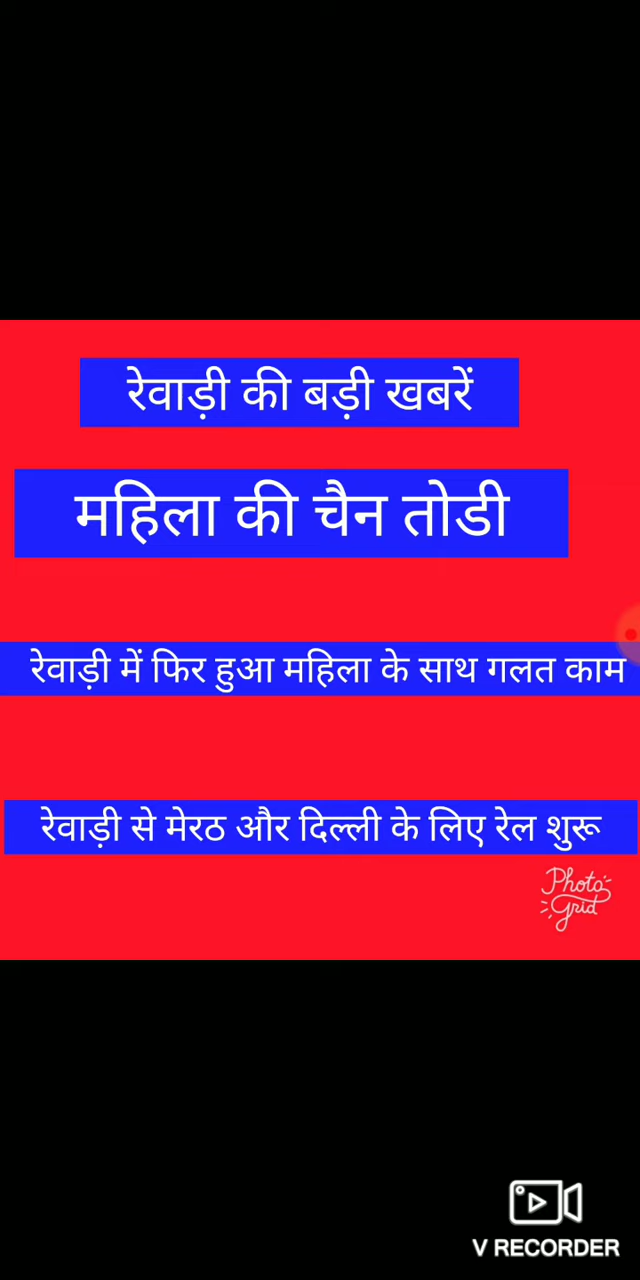 रेवाड़ी की बड़ी खबरें
महिला की चैन तोडी
रेवाड़ी में फिर हुआ महिला के साथ गलत काम
रेवाड़ी से मेरठ और दिल्ली के लिए रेल शुरू
Photo
Grid
V RECORDER